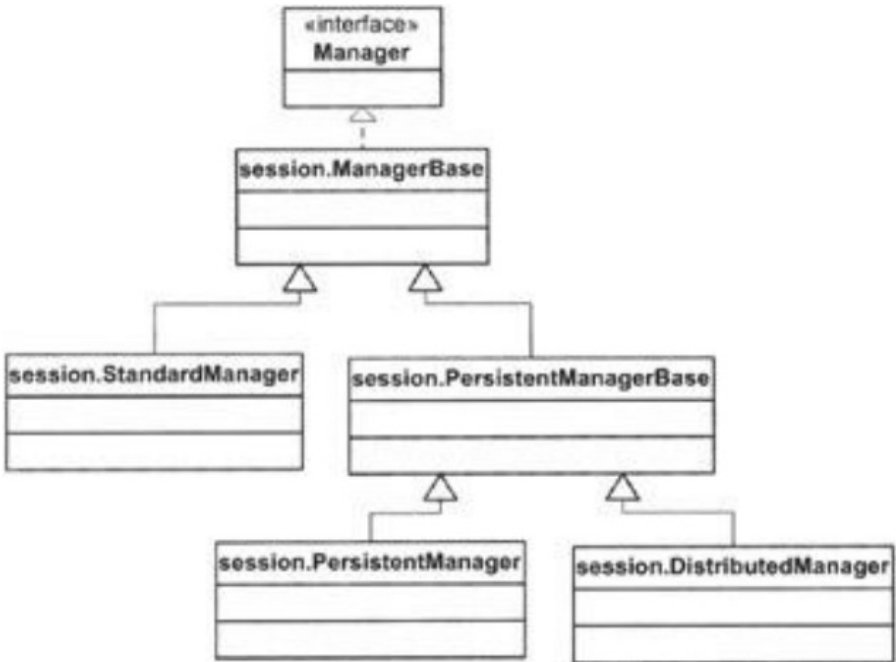 «interface»
Manager
session.ManagerBase
session.StandardManager
session.PersistentManagerBase
session.PersistentManager
session.DistributedManager